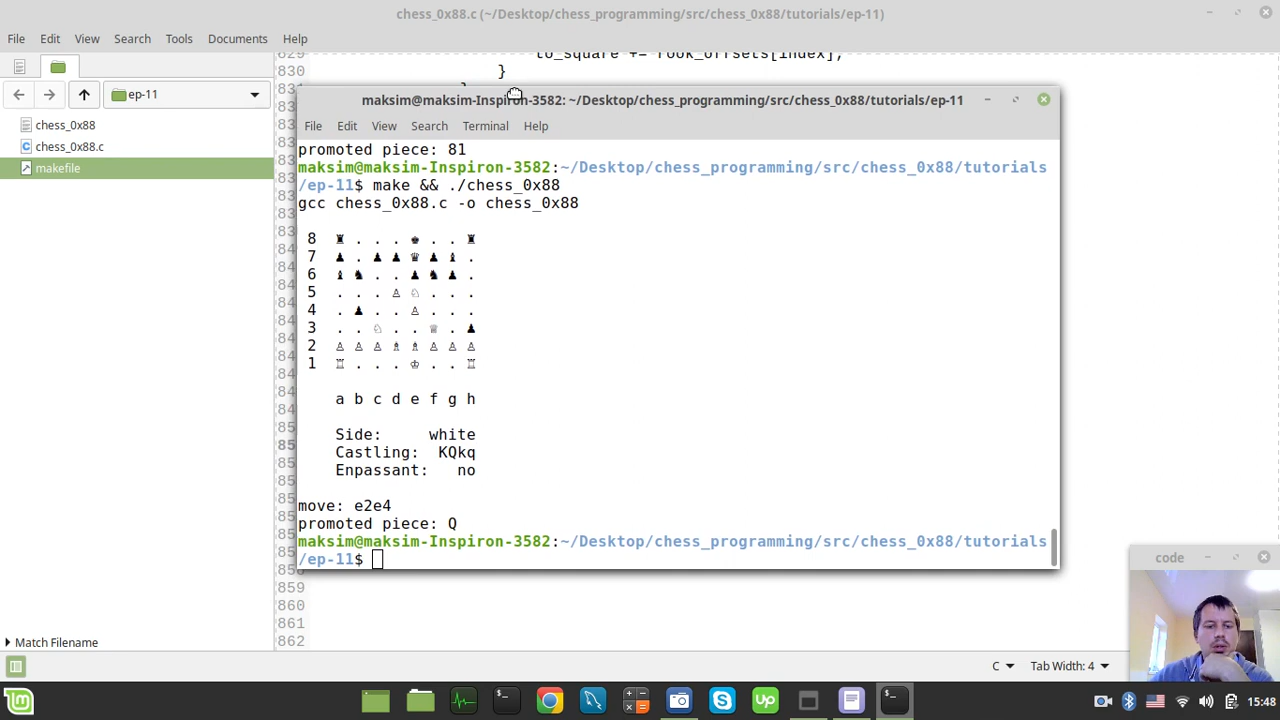 chess_0x88.c (~/Desktop/chess_programming/src/chess_0x88/tutorials/ep-11)
File Edit View Search Tools Documents Help
ep-11
chess_0x88
chess_0x88.c
makefile
Match Filename
829 to_square += rook_offsets[index];
830 }
maksim@maksim-Inspiron-3582: ~/Desktop/chess_programming/src/chess_0x88/tutorials/ep-11
File Edit View Search Terminal Help
promoted piece: 81
maksim@maksim-Inspiron-3582:~/Desktop/chess_programming/src/chess_0x88/tutorials
/ep-11$ make && ./chess_0x88
gcc chess_0x88.c -o chess_0x88
8 ♜ . . . ♚ . . ♜
7 ♟ . ♟ ♟ ♛ ♟ ♝ .
6 ♝ ♞ . . ♟ ♞ ♟ .
5 . . . ♙ ♘ . . .
4 . ♟ . . ♙ . . .
3 . . ♘ . . ♕ . ♟
2 ♙ ♙ ♙ ♗ ♗ ♙ ♙ ♙
1 ♖ . . . ♔ . . ♖
a b c d e f g h
Side: white
Castling: KQkq
Enpassant: no
move: e2e4
promoted piece: Q
maksim@maksim-Inspiron-3582:~/Desktop/chess_programming/src/chess_0x88/tutorials
/ep-11$
859
860
861
862
code
C Tab Width: 4
15:48